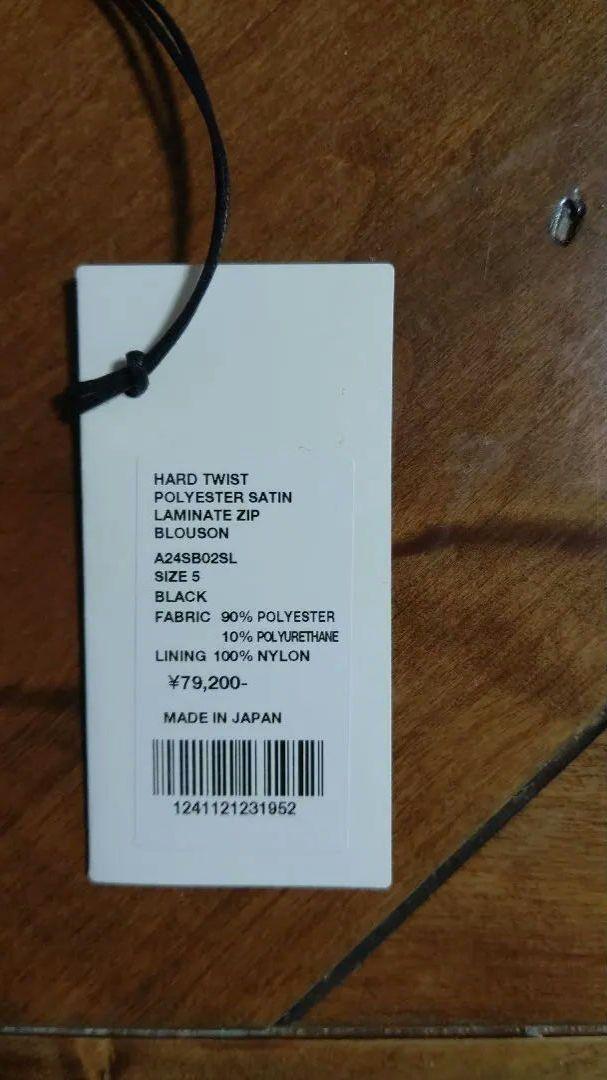 HARD TWIST
POLYESTER SATIN
LAMINATE ZIP
BLOUSON
A24SB02SL
SIZE 5
BLACK
FABRIC 90% POLYESTER
10% POLYURETHANE
LINING 100% NYLON
¥79,200-
MADE IN JAPAN
1241121231952